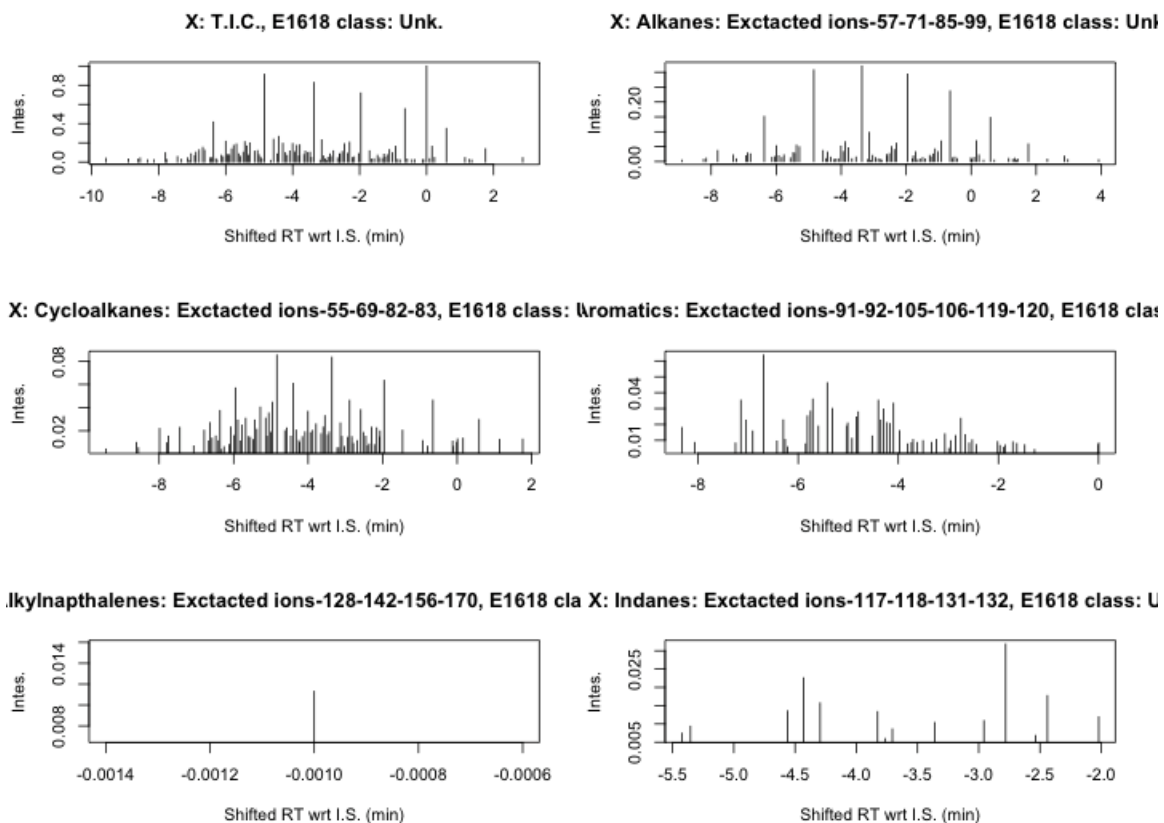 X: T.I.C., E1618 class: Unk.
Intes.
0.0 0.4 0.8
-10 -8 -6 -4 -2 0 2
Shifted RT wrt I.S. (min)
X: Alkanes: Exctacted ions-57-71-85-99, E1618 class: Unk
Intes.
0.00 0.20
-8 -6 -4 -2 0 2 4
Shifted RT wrt I.S. (min)
X: Cycloalkanes: Exctacted ions-55-69-82-83, E1618 class: U
Intes.
0.02 0.08
-8 -6 -4 -2 0 2
Shifted RT wrt I.S. (min)
Aromatics: Exctacted ions-91-92-105-106-119-120, E1618 clas
Intes.
0.01 0.04
-8 -6 -4 -2 0
Shifted RT wrt I.S. (min)
lkylnapthalenes: Exctacted ions-128-142-156-170, E1618 cla
Intes.
0.008 0.014
-0.0014 -0.0012 -0.0010 -0.0008 -0.0006
Shifted RT wrt I.S. (min)
X: Indanes: Exctacted ions-117-118-131-132, E1618 class: U
Intes.
0.005 0.025
-5.5 -5.0 -4.5 -4.0 -3.5 -3.0 -2.5 -2.0
Shifted RT wrt I.S. (min)